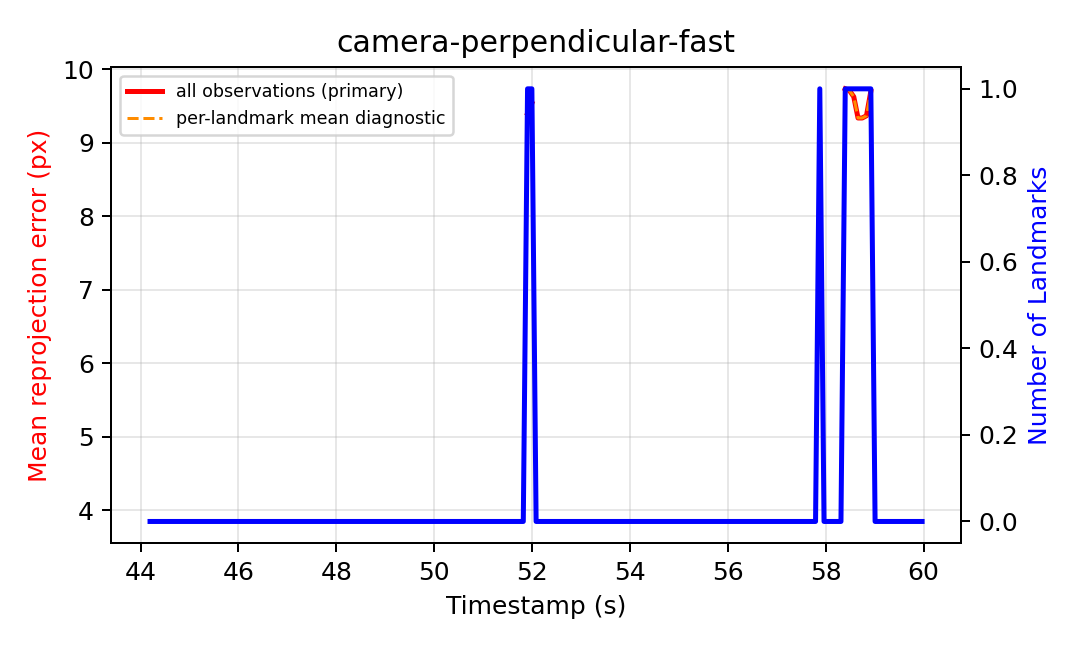 camera-perpendicular-fast
all observations (primary)
per-landmark mean diagnostic
Mean reprojection error (px)
10
9
8
7
6
5
4
Number of Landmarks
1.0
0.8
0.6
0.4
0.2
0.0
44 46 48 50 52 54 56 58 60
Timestamp (s)